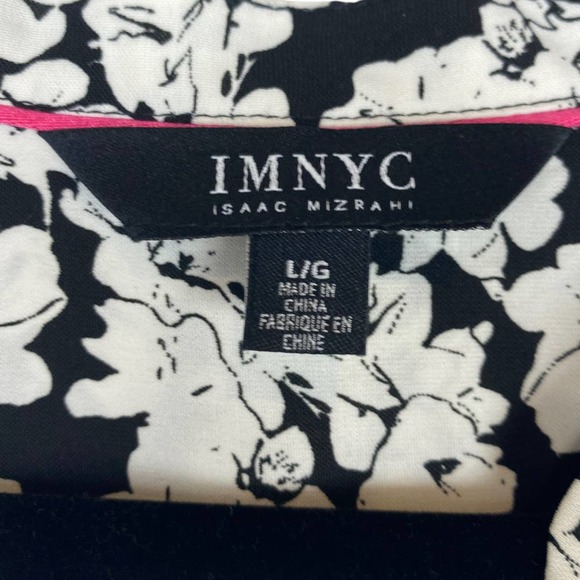 IMNYC
ISAAC MIZRAHI
L/G
MADE IN
CHINA
FABRIQUE EN
CHINE